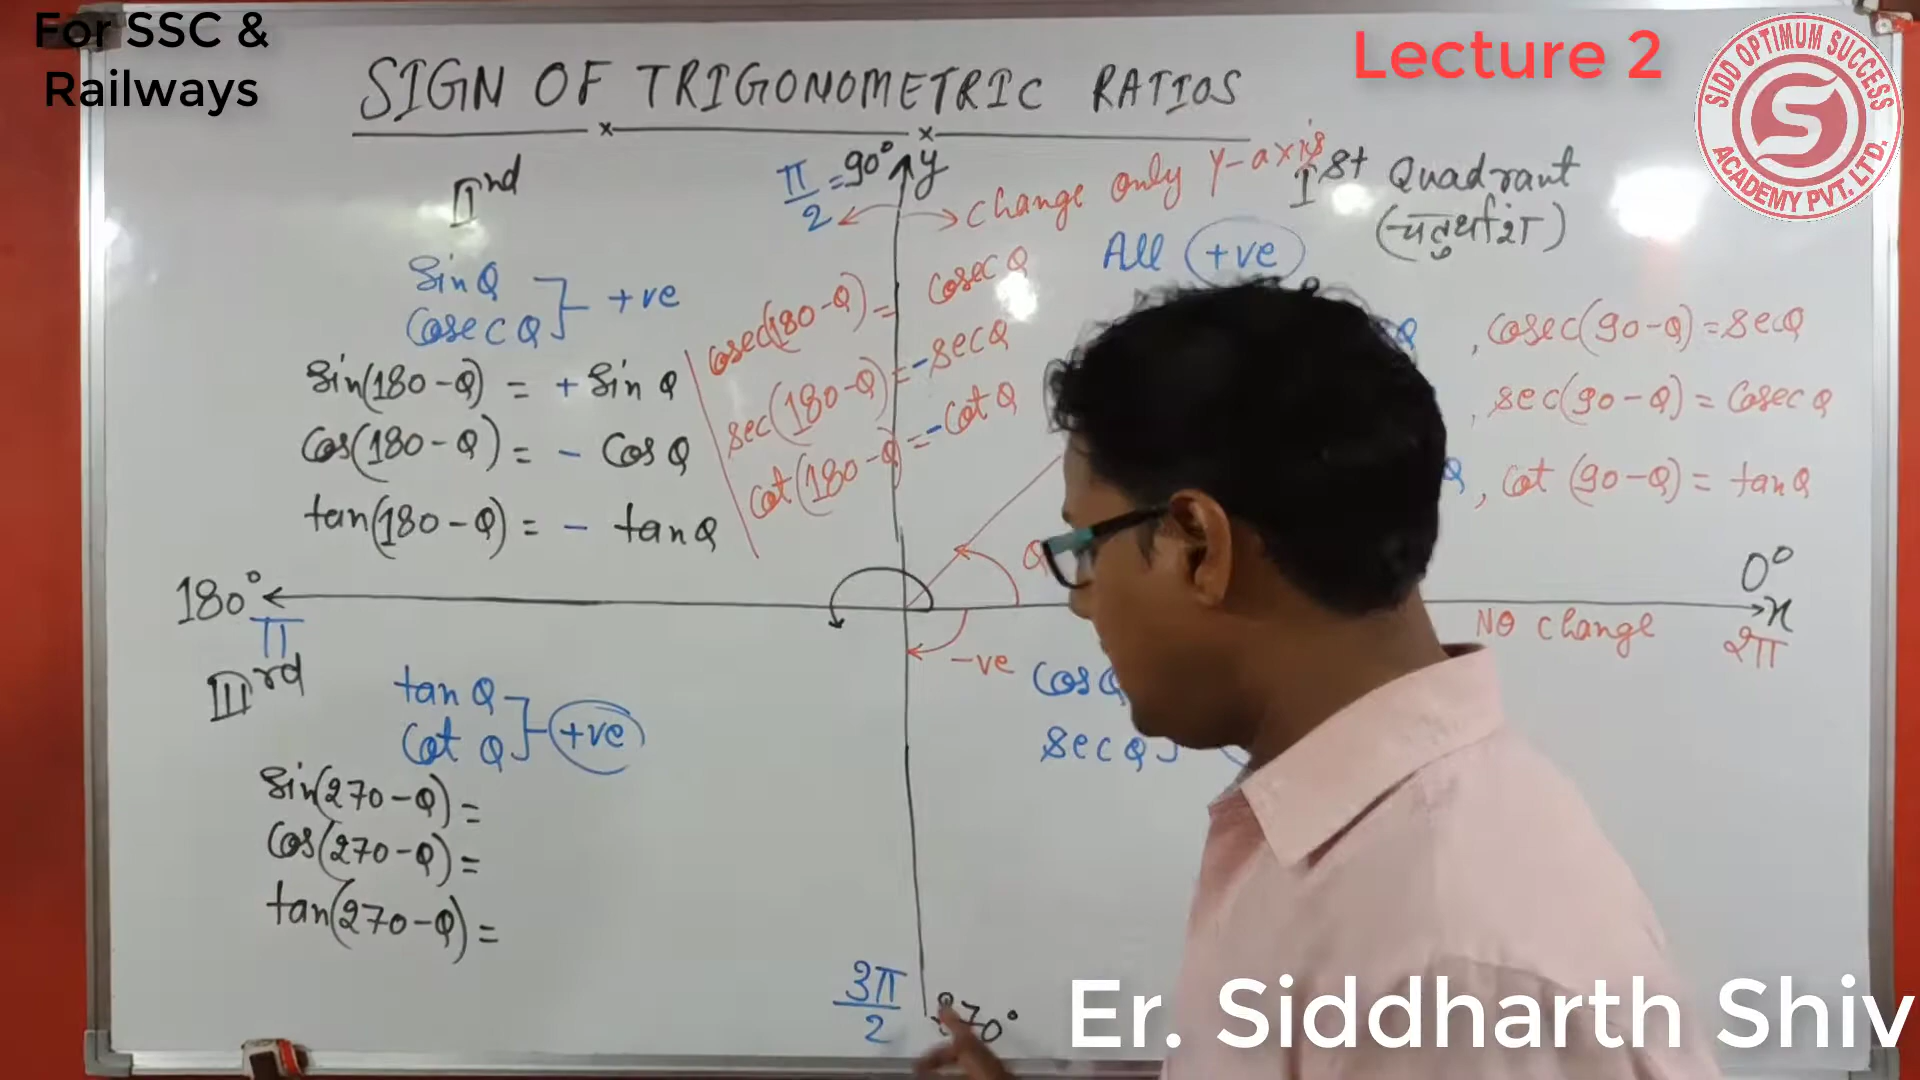 For SSC &
Railways
Lecture 2
SIDD OPTIMUM SUCCESS
ACADEMY PVT. LTD.
SIGN OF TRIGONOMETRIC RATIOS
IInd
π/2 = 90° y
change only Y-axis
Ist Quadrant
(चतुर्थांश)
All +ve
Sin Q
Cosec Q } +ve
Sin(180-Q) = + Sin Q
Cos(180-Q) = - Cos Q
tan(180-Q) = - tan Q
Cosec(180-Q) = Cosec Q
sec(180-Q) = -sec Q
Cot(180-Q) = -Cot Q
, Cosec(90-Q) = sec Q
, sec(90-Q) = Cosec Q
, Cot (90-Q) = tan Q
Q
180°
π
0°
x
NO change
2π
-ve
IIIrd
tan Q
Cot Q } +ve
Cos Q
Sec Q
Sin(270-Q) =
Cos(270-Q) =
tan(270-Q) =
3π/2
270°
Er. Siddharth Shiv